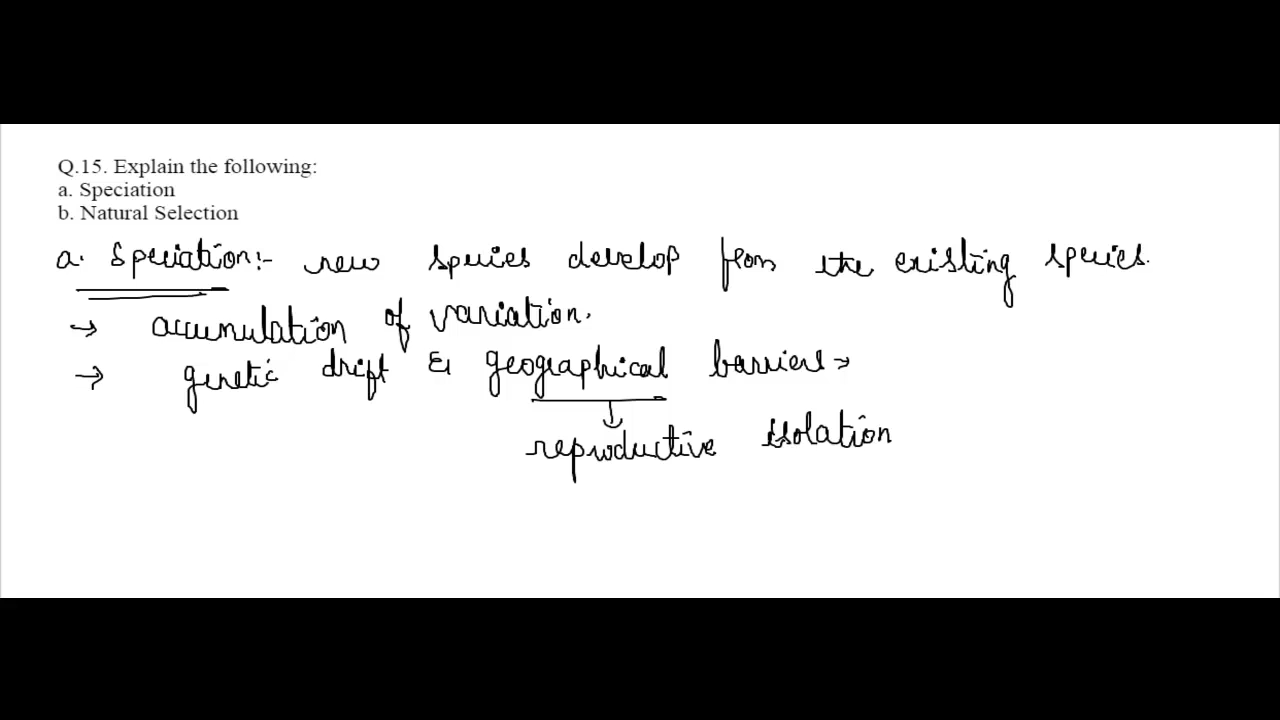 Q.15. Explain the following:
a. Speciation
b. Natural Selection
a. Speciation:- new species develop from the existing species.
→ accumulation of variation.
→ genetic drift & geographical barriers →
↓
reproductive isolation